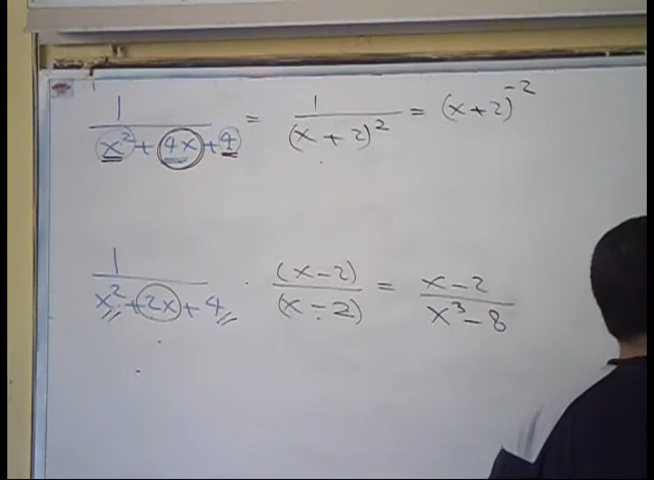 1/(x² + 4x + 4) = 1/(x + 2)² = (x + 2)⁻²
1/(x² + 2x + 4) · (x − 2)/(x − 2) = (x − 2)/(x³ − 8)